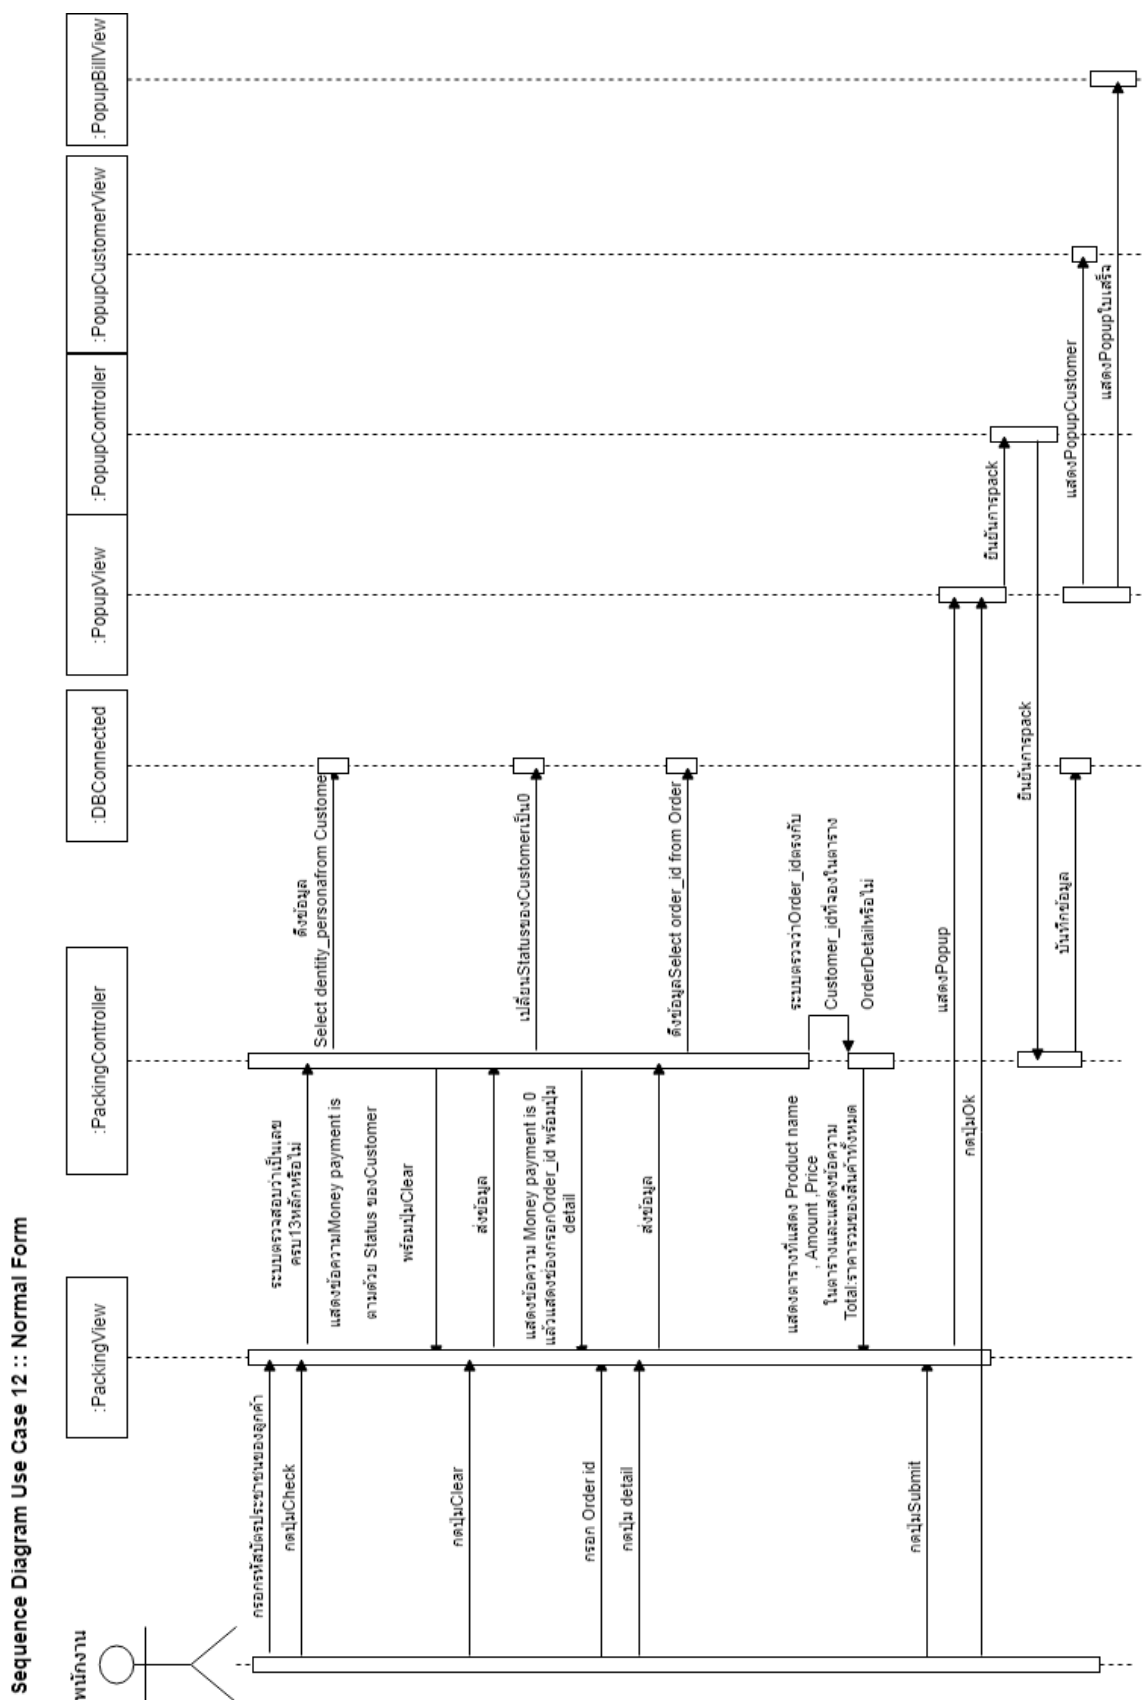 Sequence Diagram Use Case 12 :: Normal Form
พนักงาน
:PackingView
:PackingController
:DBConnected
:PopupView
:PopupController
:PopupCustomerView
:PopupBillView
กรอกรหัสบัตรประชาชนของลูกค้า
กดปุ่มCheck
ระบบตรวจสอบว่าเป็นเลข
ครบ13หลักหรือไม่
ดึงข้อมูล
Select dentity_personafrom Custome
แสดงข้อความMoney payment is
ตามด้วย Status ของCustomer
พร้อมปุ่มClear
กดปุ่มClear
ส่งข้อมูล
เปลี่ยนStatusของCustomerเป็น0
แสดงข้อความ Money payment is 0
แล้วแสดงช่องกรอกOrder_id พร้อมปุ่ม
detail
กรอก Order id
กดปุ่ม detail
ส่งข้อมูล
ดึงข้อมูลSelect order_id from Order
ระบบตรวจว่าOrder_idตรงกับ
Customer_idที่จองในตาราง
OrderDetailหรือไม่
แสดงตารางที่แสดง Product name
, Amount ,Price
ในตารางและแสดงข้อความ
Total:ราคารวมของสินค้าทั้งหมด
กดปุ่มSubmit
แสดงPopup
กดปุ่มOk
ยืนยันการpack
ยืนยันการpack
บันทึกข้อมูล
แสดงPopupCustomer
แสดงPopupใบเสร็จ